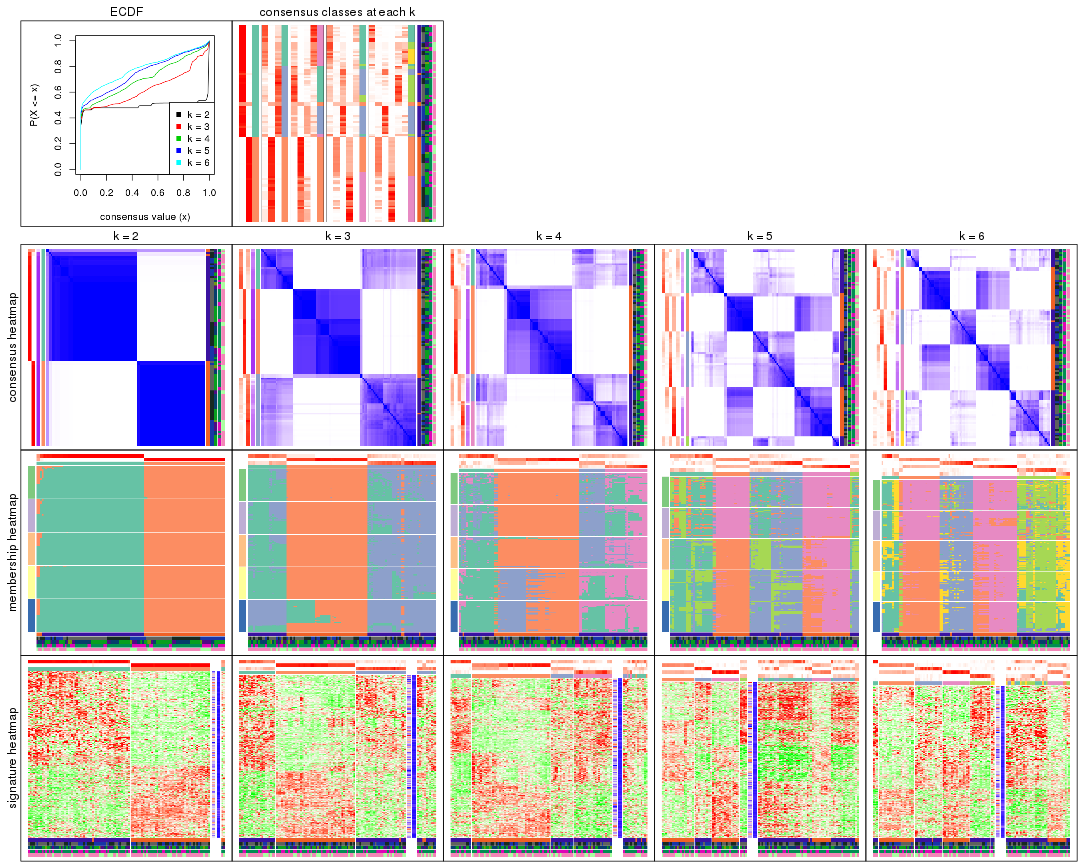 ECDF
consensus classes at each k
P(X <= x)
0.0 0.2 0.4 0.6 0.8 1.0
k = 2
k = 3
k = 4
k = 5
k = 6
0.0 0.2 0.4 0.6 0.8 1.0
consensus value (x)
k = 2 k = 3 k = 4 k = 5 k = 6
consensus heatmap
membership heatmap
signature heatmap